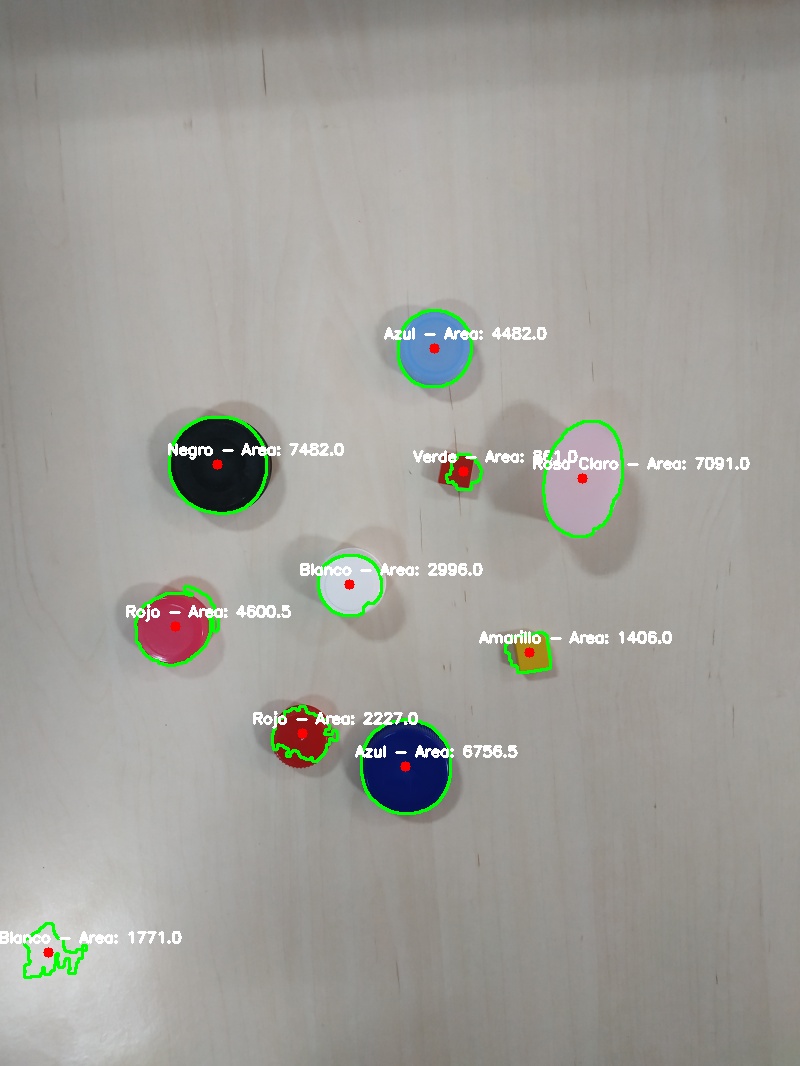 Azul - Area: 4482.0
Negro - Area: 7482.0
Verde - Area:
Rosa Claro - Area: 7091.0
Blanco - Area: 2996.0
Rojo - Area: 4600.5
Amarillo - Area: 1406.0
Rojo - Area: 2227.0
Azul - Area: 6756.5
Blanco - Area: 1771.0